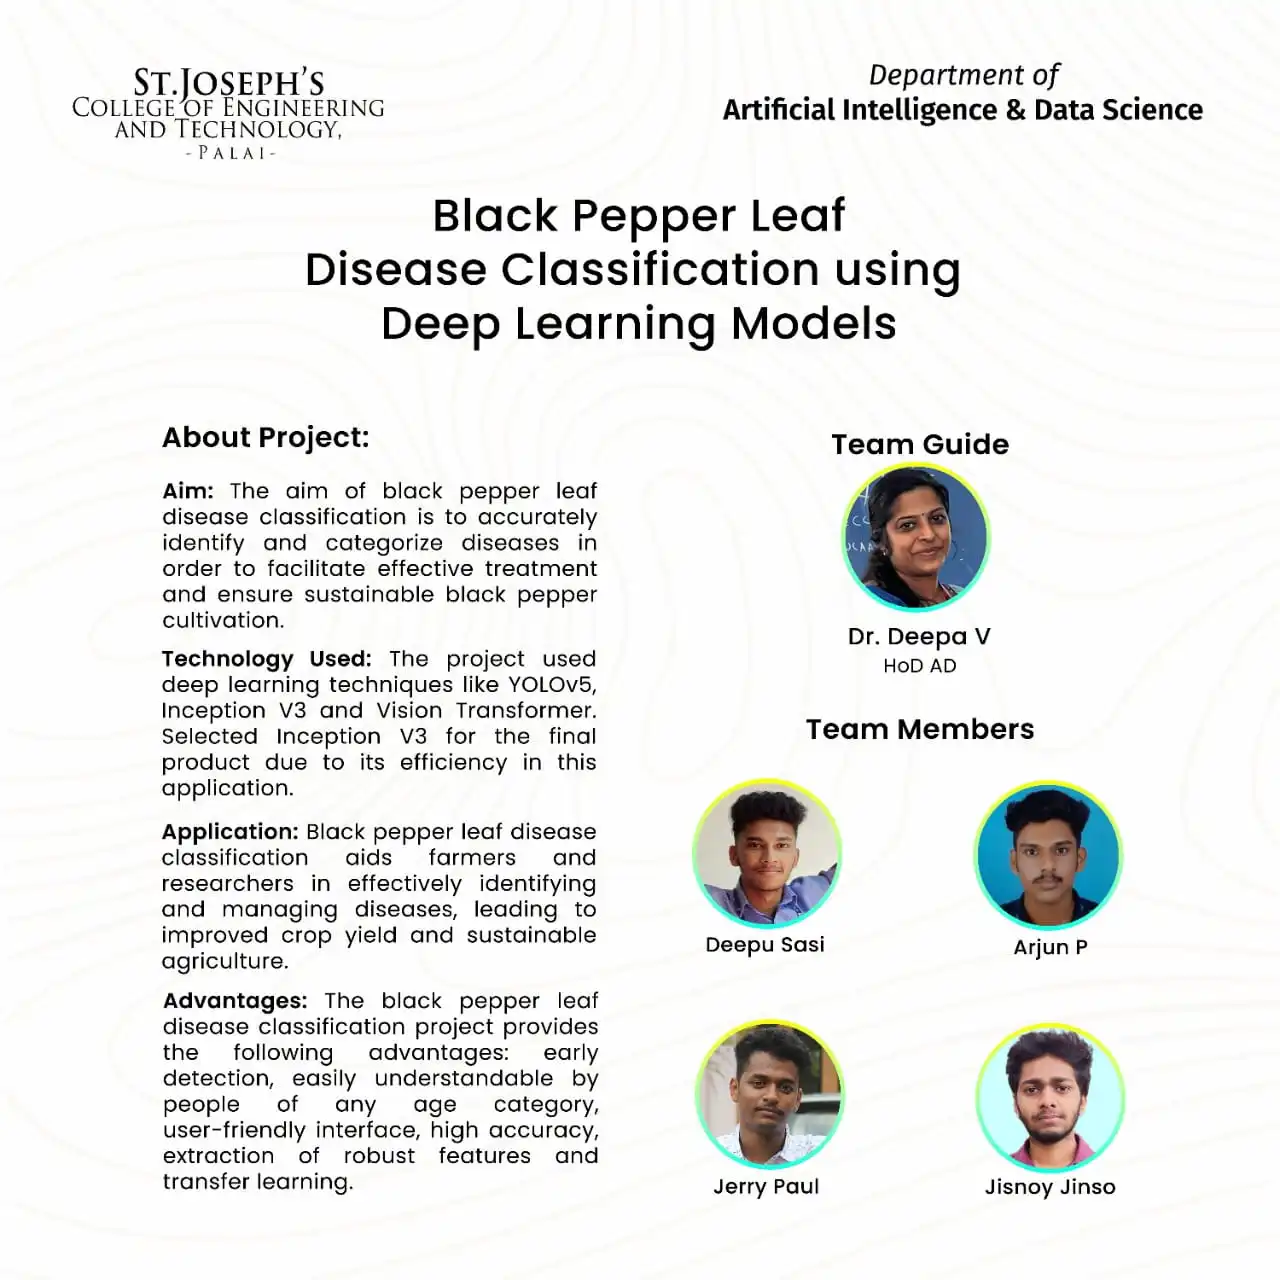 ST.JOSEPH'S
COLLEGE OF ENGINEERING
AND TECHNOLOGY,
-PALAI-
Department of
Artificial Intelligence & Data Science
Black Pepper Leaf
Disease Classification using
Deep Learning Models
About Project:
Aim: The aim of black pepper leaf
disease classification is to accurately
identify and categorize diseases in
order to facilitate effective treatment
and ensure sustainable black pepper
cultivation.
Technology Used: The project used
deep learning techniques like YOLOv5,
Inception V3 and Vision Transformer.
Selected Inception V3 for the final
product due to its efficiency in this
application.
Application: Black pepper leaf disease
classification aids farmers and
researchers in effectively identifying
and managing diseases, leading to
improved crop yield and sustainable
agriculture.
Advantages: The black pepper leaf
disease classification project provides
the following advantages: early
detection, easily understandable by
people of any age category,
user-friendly interface, high accuracy,
extraction of robust features and
transfer learning.
Team Guide
Dr. Deepa V
HoD AD
Team Members
Deepu Sasi
Arjun P
Jerry Paul
Jisnoy Jinso